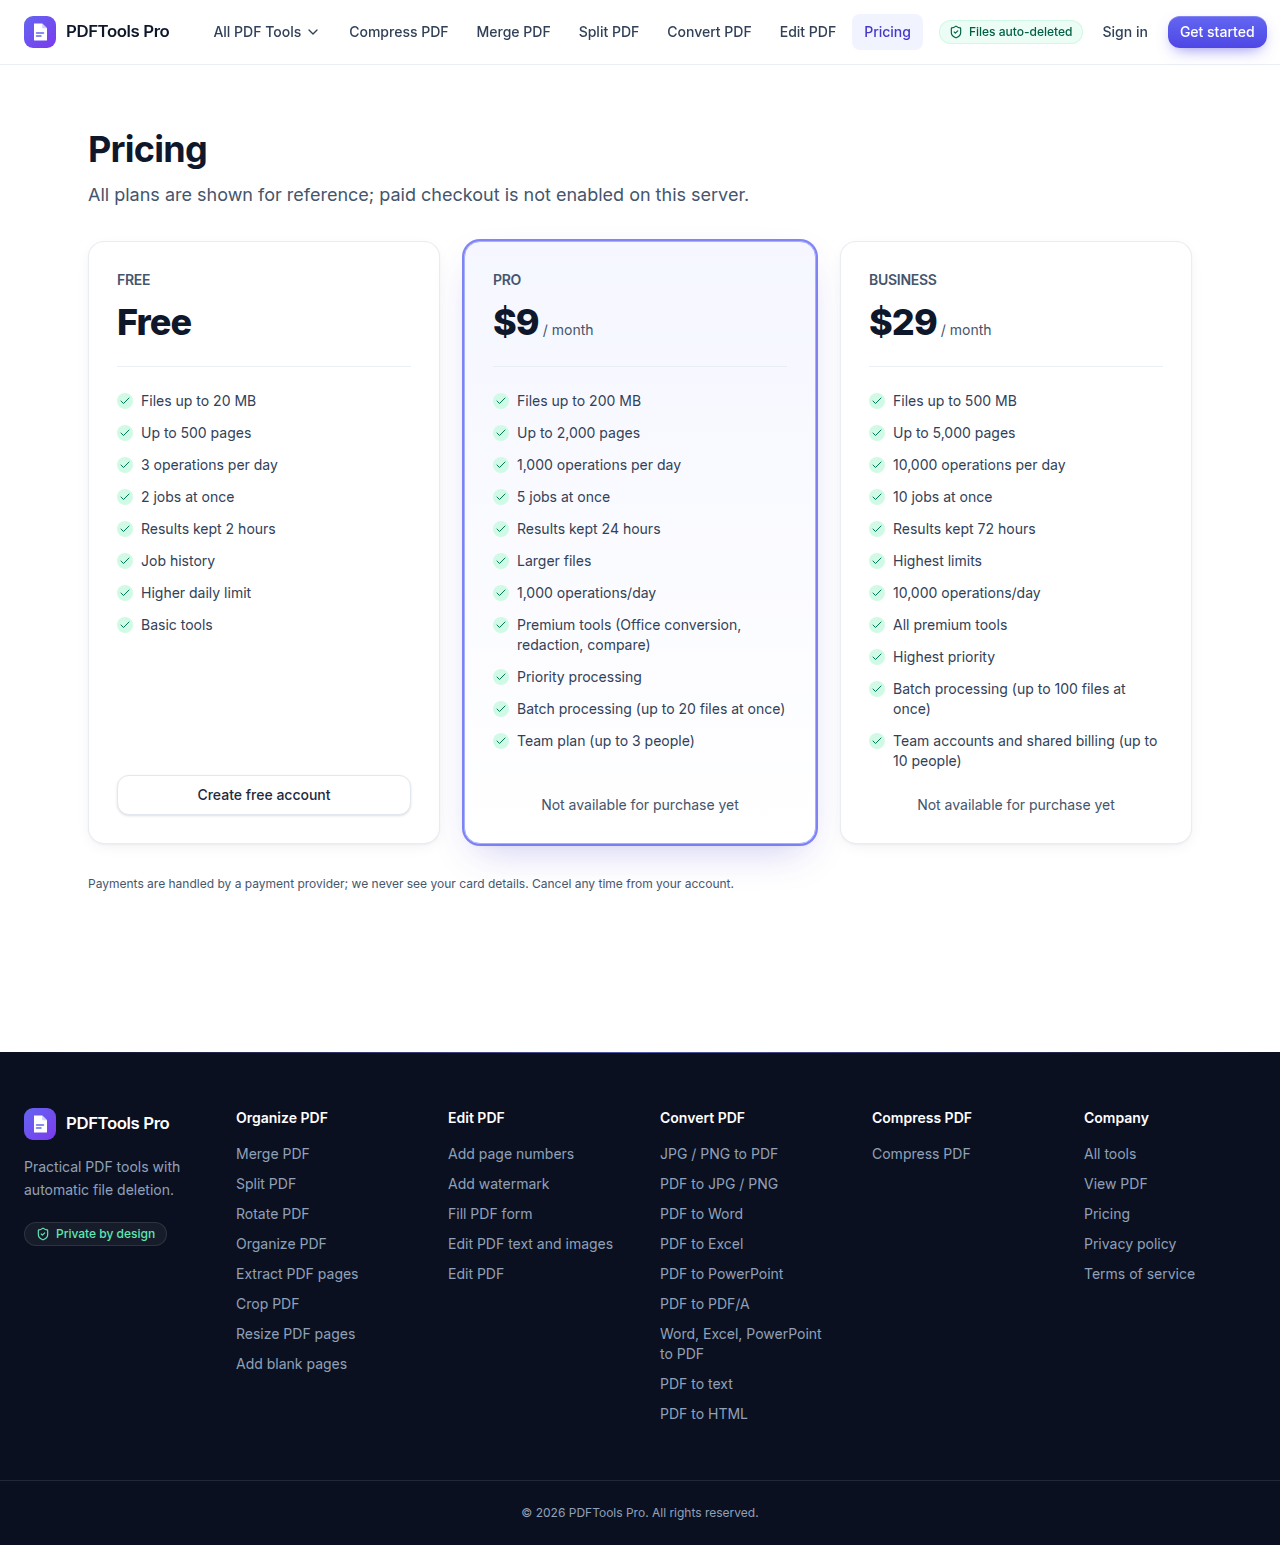 PDFTools Pro
All PDF Tools
Compress PDF
Merge PDF
Split PDF
Convert PDF
Edit PDF
Pricing
Files auto-deleted
Sign in
Get started
Pricing
All plans are shown for reference; paid checkout is not enabled on this server.
FREE
Free
Files up to 20 MB
Up to 500 pages
3 operations per day
2 jobs at once
Results kept 2 hours
Job history
Higher daily limit
Basic tools
Create free account
PRO
$9 / month
Files up to 200 MB
Up to 2,000 pages
1,000 operations per day
5 jobs at once
Results kept 24 hours
Larger files
1,000 operations/day
Premium tools (Office conversion,
redaction, compare)
Priority processing
Batch processing (up to 20 files at once)
Team plan (up to 3 people)
Not available for purchase yet
BUSINESS
$29 / month
Files up to 500 MB
Up to 5,000 pages
10,000 operations per day
10 jobs at once
Results kept 72 hours
Highest limits
10,000 operations/day
All premium tools
Highest priority
Batch processing (up to 100 files at
once)
Team accounts and shared billing (up to
10 people)
Not available for purchase yet
Payments are handled by a payment provider; we never see your card details. Cancel any time from your account.
PDFTools Pro
Practical PDF tools with
automatic file deletion.
Private by design
Organize PDF
Merge PDF
Split PDF
Rotate PDF
Organize PDF
Extract PDF pages
Crop PDF
Resize PDF pages
Add blank pages
Edit PDF
Add page numbers
Add watermark
Fill PDF form
Edit PDF text and images
Edit PDF
Convert PDF
JPG / PNG to PDF
PDF to JPG / PNG
PDF to Word
PDF to Excel
PDF to PowerPoint
PDF to PDF/A
Word, Excel, PowerPoint
to PDF
PDF to text
PDF to HTML
Compress PDF
Compress PDF
Company
All tools
View PDF
Pricing
Privacy policy
Terms of service
© 2026 PDFTools Pro. All rights reserved.